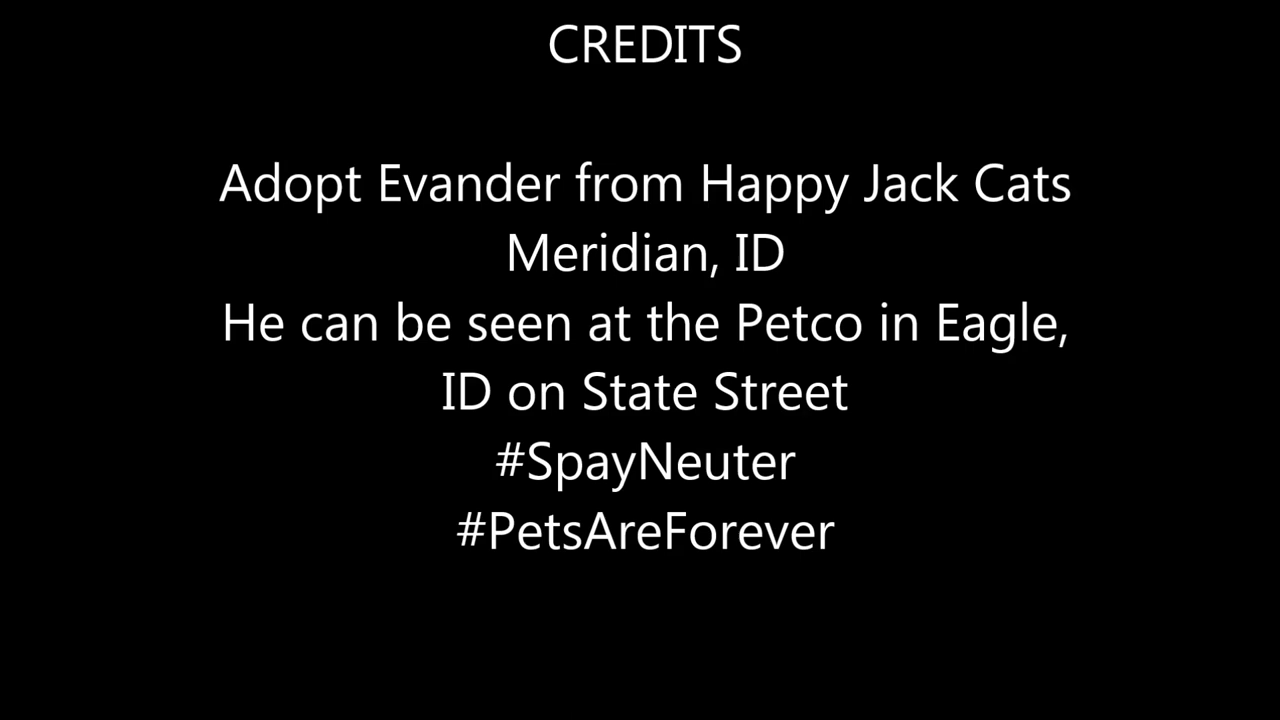 CREDITS
Adopt Evander from Happy Jack Cats
Meridian, ID
He can be seen at the Petco in Eagle,
ID on State Street
#SpayNeuter
#PetsAreForever